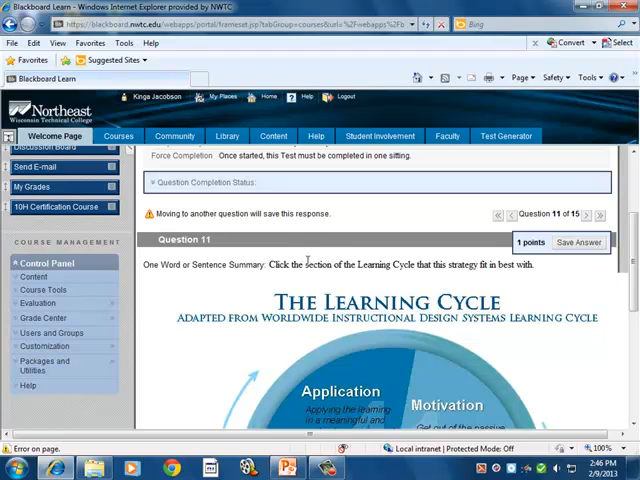 Blackboard Learn - Windows Internet Explorer provided by NWTC
https://blackboard.nwtc.edu/webapps/portal/frameset.jsp?tabGroup=courses&url=%2Fwebapps%2Fb
Bing
File Edit View Favorites Tools Help
Convert Select
Favorites Suggested Sites
Blackboard Learn
Page Safety Tools
Kinga Jacobson My Places Home Help Logout
Northeast
Wisconsin Technical College
Welcome Page Courses Community Library Content Help Student Involvement Faculty Test Generator
Discussion Board
Send E-mail
My Grades
10H Certification Course
COURSE MANAGEMENT
Control Panel
Content
Course Tools
Evaluation
Grade Center
Users and Groups
Customization
Packages and
Utilities
Help
Force Completion Once started, this Test must be completed in one sitting.
Question Completion Status:
Moving to another question will save this response.
Question 11 of 15
Question 11
1 points Save Answer
One Word or Sentence Summary: Click the section of the Learning Cycle that this strategy fit in best with.
THE LEARNING CYCLE
ADAPTED FROM WORLDWIDE INSTRUCTIONAL DESIGN SYSTEMS LEARNING CYCLE
Application
Applying the learning
in a meaningful and
Motivation
Get out of the passive
Error on page.
Local intranet | Protected Mode: Off
100%
2:46 PM
2/9/2013